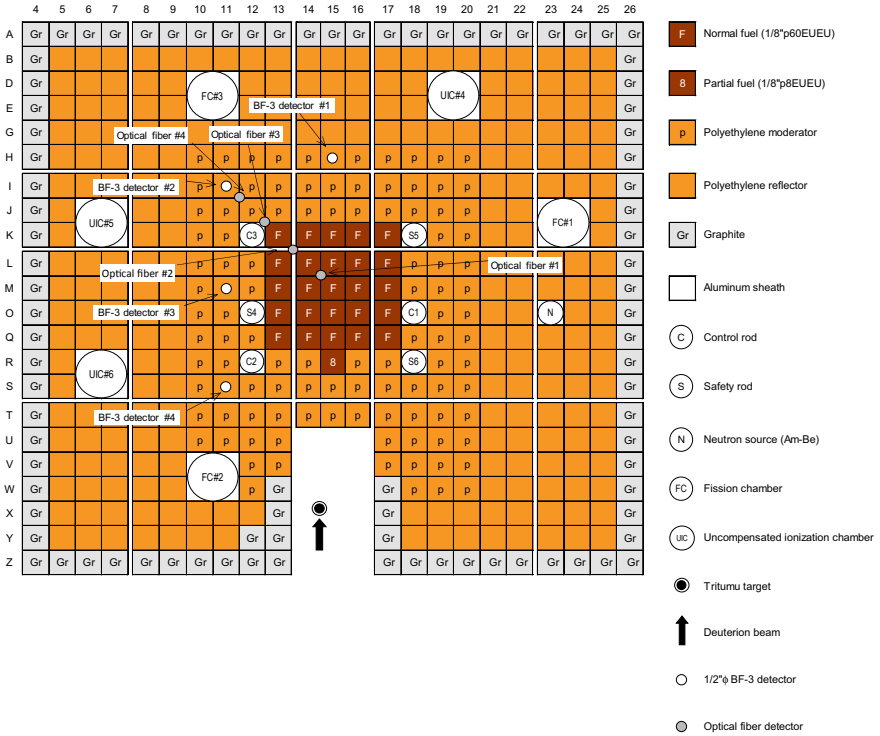 4 5 6 7 8 9 10 11 12 13 14 15 16 17 18 19 20 21 22 23 24 25 26
A Gr Gr Gr Gr Gr Gr Gr Gr Gr Gr Gr Gr Gr Gr Gr Gr Gr Gr Gr Gr Gr Gr Gr
B Gr Gr
D Gr FC#3 UIC#4 Gr
E Gr Gr
BF-3 detector #1
G Gr Gr
Optical fiber #4 Optical fiber #3
H Gr p p p p p p p p p p Gr
I Gr BF-3 detector #2 p p p p p p p p p p Gr
J Gr UIC#5 p p p p p p p p p p p FC#1 Gr
K Gr p p C3 F F F F F S5 p p Gr
L Gr p p p F F F F F p p p Gr
Optical fiber #2 Optical fiber #1
M Gr p p F F F F F p p p Gr
BF-3 detector #3
O Gr p p S4 F F F F F C1 p p N Gr
Q Gr p p p F F F F F p p p Gr
R Gr UIC#6 p p C2 p p 8 p p S6 p p Gr
S Gr p p p p p p p p p p Gr
BF-3 detector #4
T Gr p p p p p p p p p p p Gr
U Gr p p p p p p p p Gr
V Gr FC#2 p p p p p p Gr
W Gr p Gr Gr p p p Gr
X Gr Gr Gr Gr
Y Gr Gr Gr Gr Gr
Z Gr Gr Gr Gr Gr Gr Gr Gr Gr Gr Gr Gr Gr Gr Gr Gr Gr Gr Gr Gr
F Normal fuel (1/8"p60EUEU)
8 Partial fuel (1/8"p8EUEU)
p Polyethylene moderator
Polyethylene reflector
Gr Graphite
Aluminum sheath
C Control rod
S Safety rod
N Neutron source (Am-Be)
FC Fission chamber
UIC Uncompensated ionization chamber
Tritumu target
Deuterion beam
1/2"ϕ BF-3 detector
Optical fiber detector